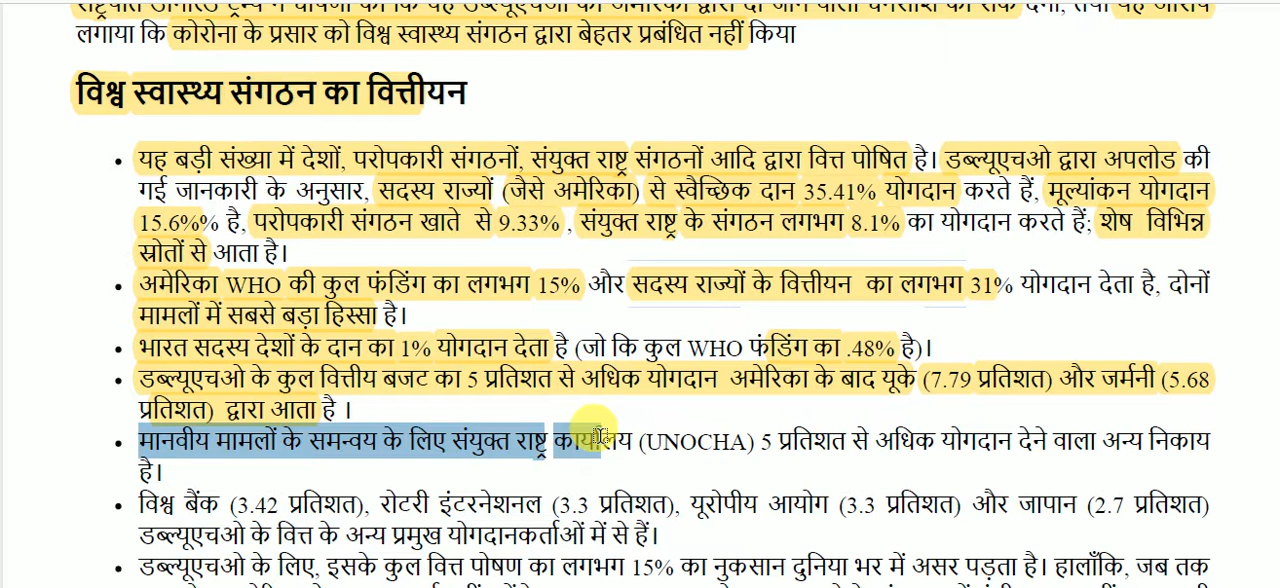 लगाया कि कोरोना के प्रसार को विश्व स्वास्थ्य संगठन द्वारा बेहतर प्रबंधित नहीं किया
विश्व स्वास्थ्य संगठन का वित्तीयन
• यह बड़ी संख्या में देशों, परोपकारी संगठनों, संयुक्त राष्ट्र संगठनों आदि द्वारा वित्त पोषित है। डब्ल्यूएचओ द्वारा अपलोड की
गई जानकारी के अनुसार, सदस्य राज्यों (जैसे अमेरिका) से स्वैच्छिक दान 35.41% योगदान करते हैं, मूल्यांकन योगदान
15.6%% है, परोपकारी संगठन खाते से 9.33% , संयुक्त राष्ट्र के संगठन लगभग 8.1% का योगदान करते हैं; शेष विभिन्न
स्रोतों से आता है।
• अमेरिका WHO की कुल फंडिंग का लगभग 15% और सदस्य राज्यों के वित्तीयन का लगभग 31% योगदान देता है, दोनों
मामलों में सबसे बड़ा हिस्सा है।
• भारत सदस्य देशों के दान का 1% योगदान देता है (जो कि कुल WHO फंडिंग का .48% है)।
• डब्ल्यूएचओ के कुल वित्तीय बजट का 5 प्रतिशत से अधिक योगदान अमेरिका के बाद यूके (7.79 प्रतिशत) और जर्मनी (5.68
प्रतिशत) द्वारा आता है ।
• मानवीय मामलों के समन्वय के लिए संयुक्त राष्ट्र कार्यालय (UNOCHA) 5 प्रतिशत से अधिक योगदान देने वाला अन्य निकाय
है।
• विश्व बैंक (3.42 प्रतिशत), रोटरी इंटरनेशनल (3.3 प्रतिशत), यूरोपीय आयोग (3.3 प्रतिशत) और जापान (2.7 प्रतिशत)
डब्ल्यूएचओ के वित्त के अन्य प्रमुख योगदानकर्ताओं में से हैं।
• डब्ल्यूएचओ के लिए, इसके कुल वित्त पोषण का लगभग 15% का नुकसान दुनिया भर में असर पड़ता है। हालाँकि, जब तक